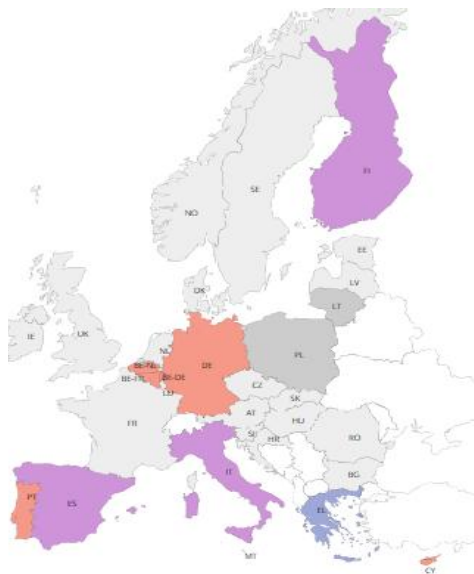 FI
NO
SE
EE
LV
DK
LT
IE
UK
NL
BE-NL
DE
PL
BE-FR
BE-DE
LU
CZ
SK
FR
AT
HU
SI
HR
RO
IT
BG
PT
ES
EL
MT
CY